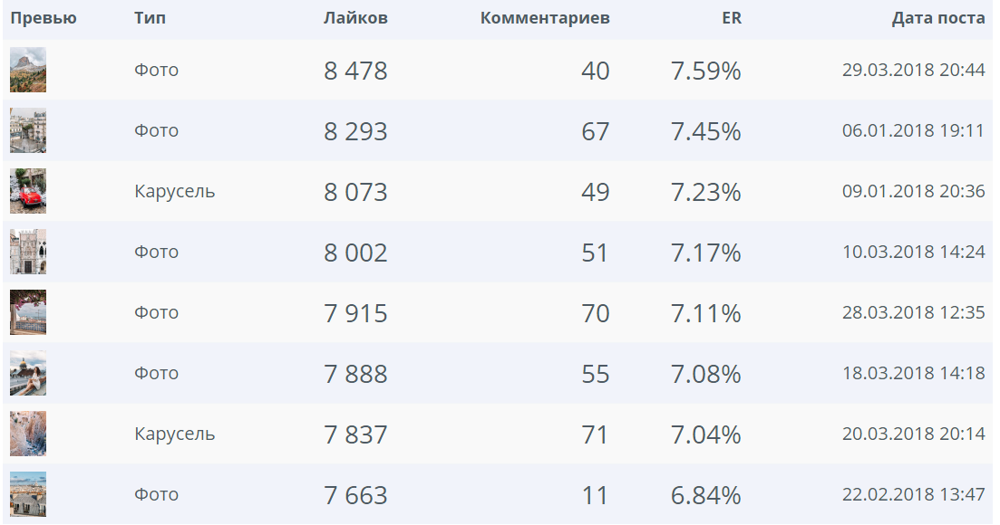 Превью Тип Лайков Комментариев ER Дата поста
Фото 8 478 40 7.59% 29.03.2018 20:44
Фото 8 293 67 7.45% 06.01.2018 19:11
Карусель 8 073 49 7.23% 09.01.2018 20:36
Фото 8 002 51 7.17% 10.03.2018 14:24
Фото 7 915 70 7.11% 28.03.2018 12:35
Фото 7 888 55 7.08% 18.03.2018 14:18
Карусель 7 837 71 7.04% 20.03.2018 20:14
Фото 7 663 11 6.84% 22.02.2018 13:47